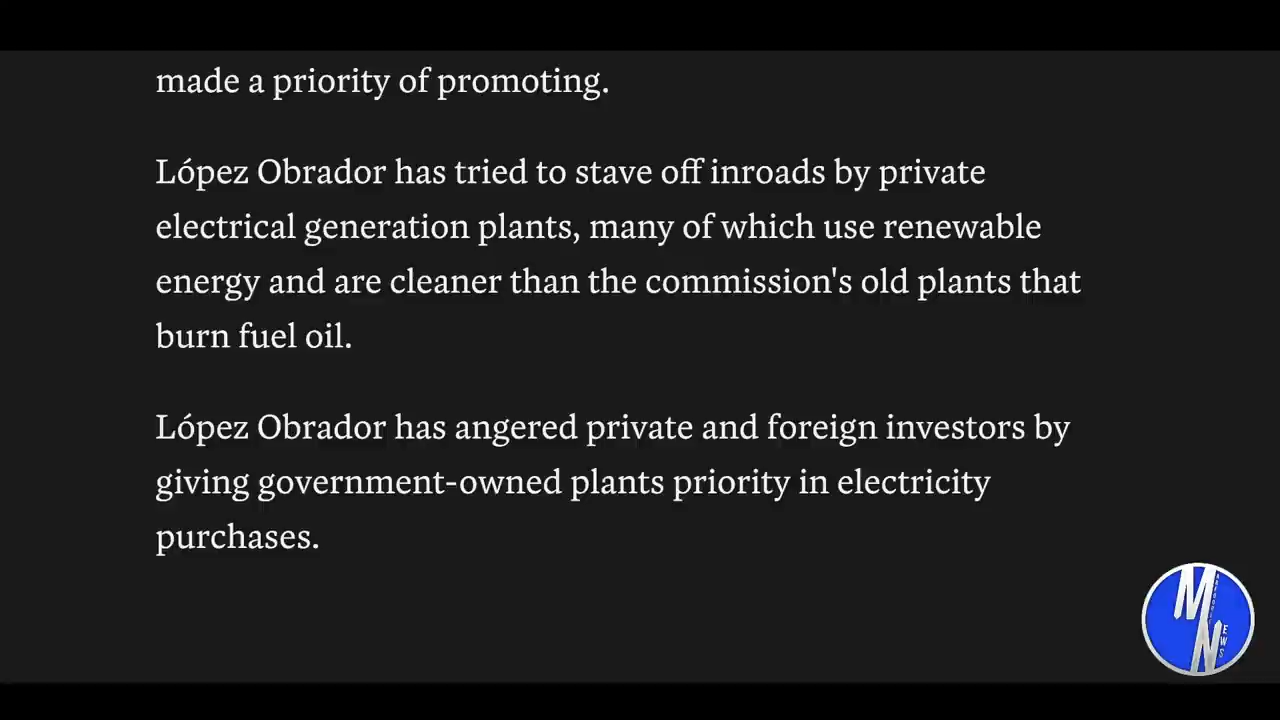 made a priority of promoting.
López Obrador has tried to stave off inroads by private
electrical generation plants, many of which use renewable
energy and are cleaner than the commission's old plants that
burn fuel oil.
López Obrador has angered private and foreign investors by
giving government-owned plants priority in electricity
purchases.
M
NEWS